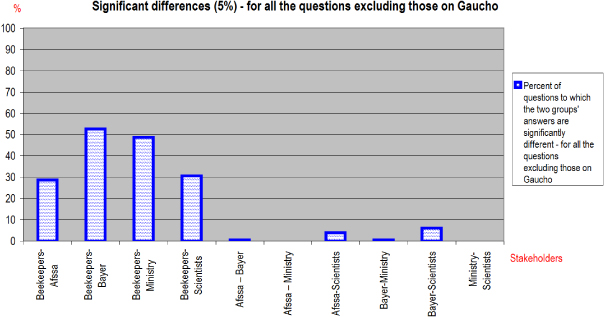 Significant differences (5%) - for all the questions excluding those on Gaucho
%
100
90
80
70
60
50
40
30
20
10
0
Beekeepers-
Afssa
Beekeepers-
Bayer
Beekeepers-
Ministry
Beekeepers-
Scientists
Afssa – Bayer
Afssa – Ministry
Afssa-Scientists
Bayer-Ministry
Bayer-Scientists
Ministry-
Scientists
Stakeholders
Percent of
questions to which
the two groups'
answers are
significantly
different - for all the
questions
excluding those on
Gaucho